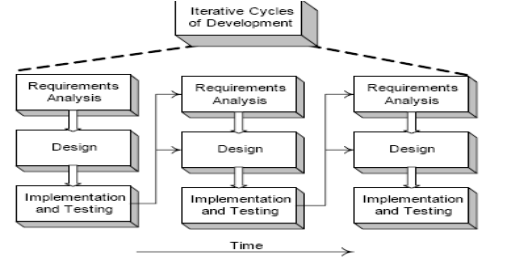 Iterative Cycles
of Development
Requirements
Analysis
Design
Implementation
and Testing
Requirements
Analysis
Design
Implementation
and Testing
Requirements
Analysis
Design
Implementation
and Testing
Time